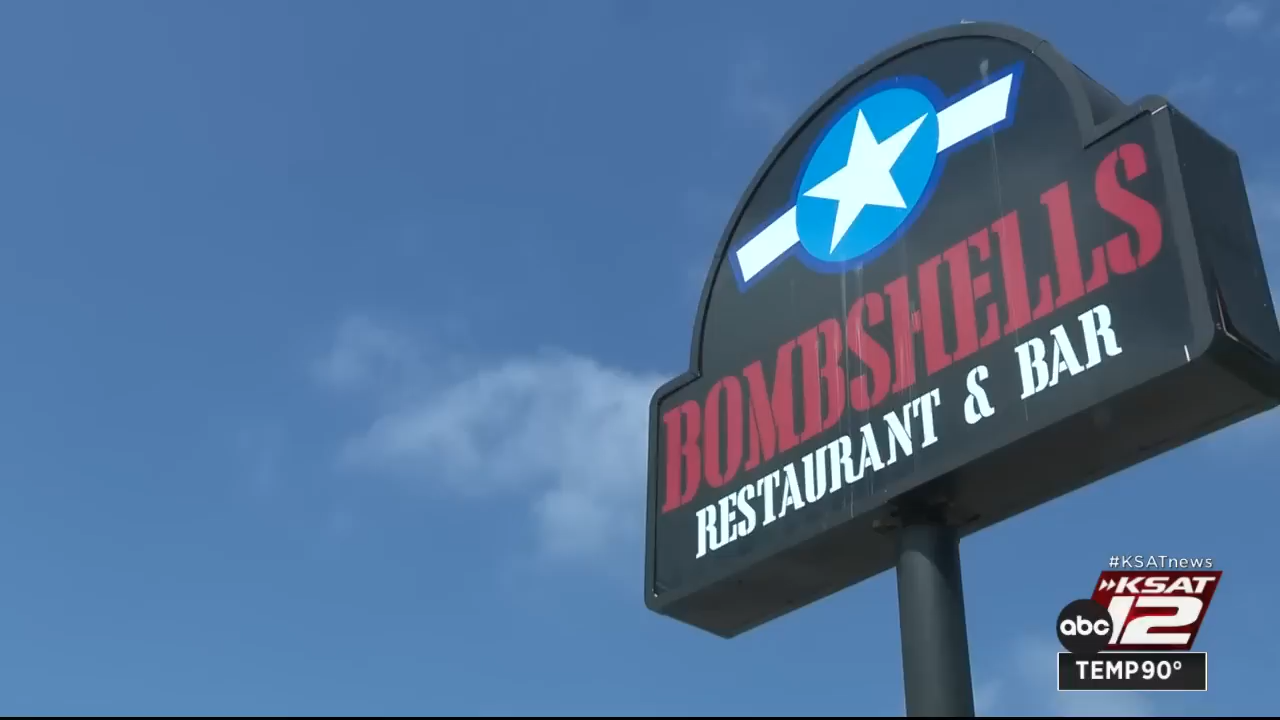 BOMBSHELLS
RESTAURANT & BAR
#KSATnews
KSAT
abc 12
TEMP90°